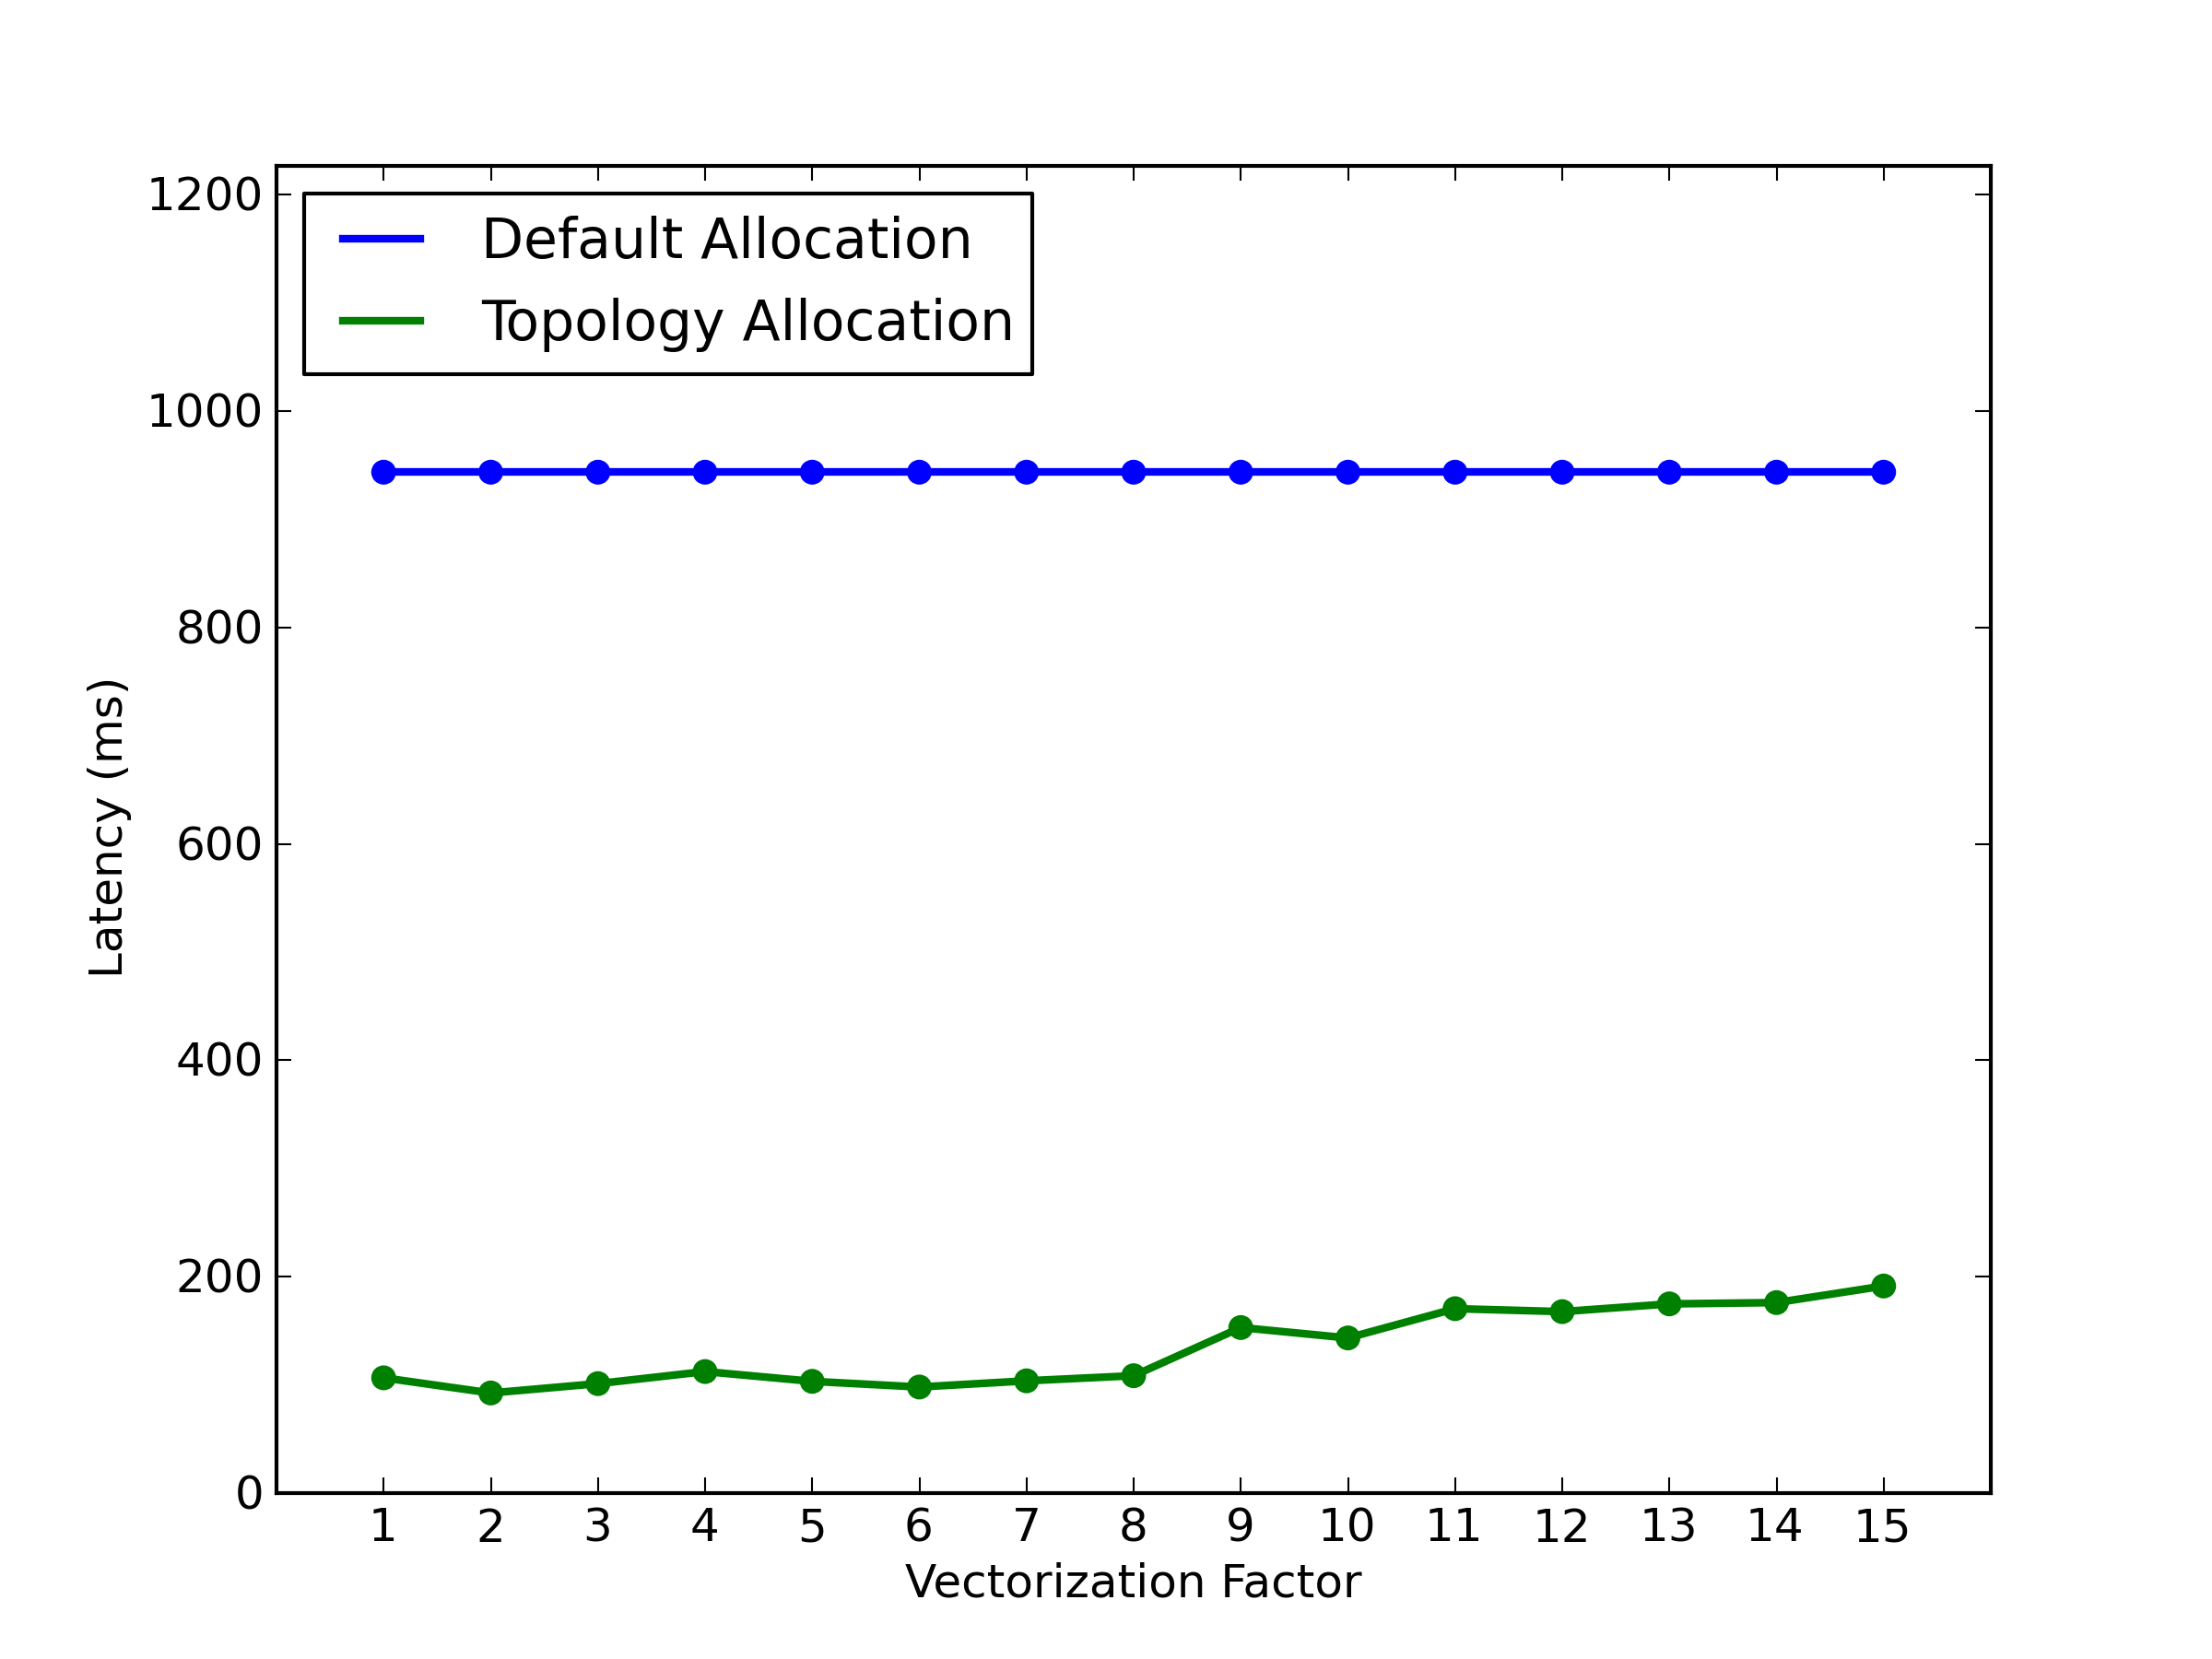 1200
1000
800
600
400
200
0
Latency (ms)
Default Allocation
Topology Allocation
1 2 3 4 5 6 7 8 9 10 11 12 13 14 15
Vectorization Factor